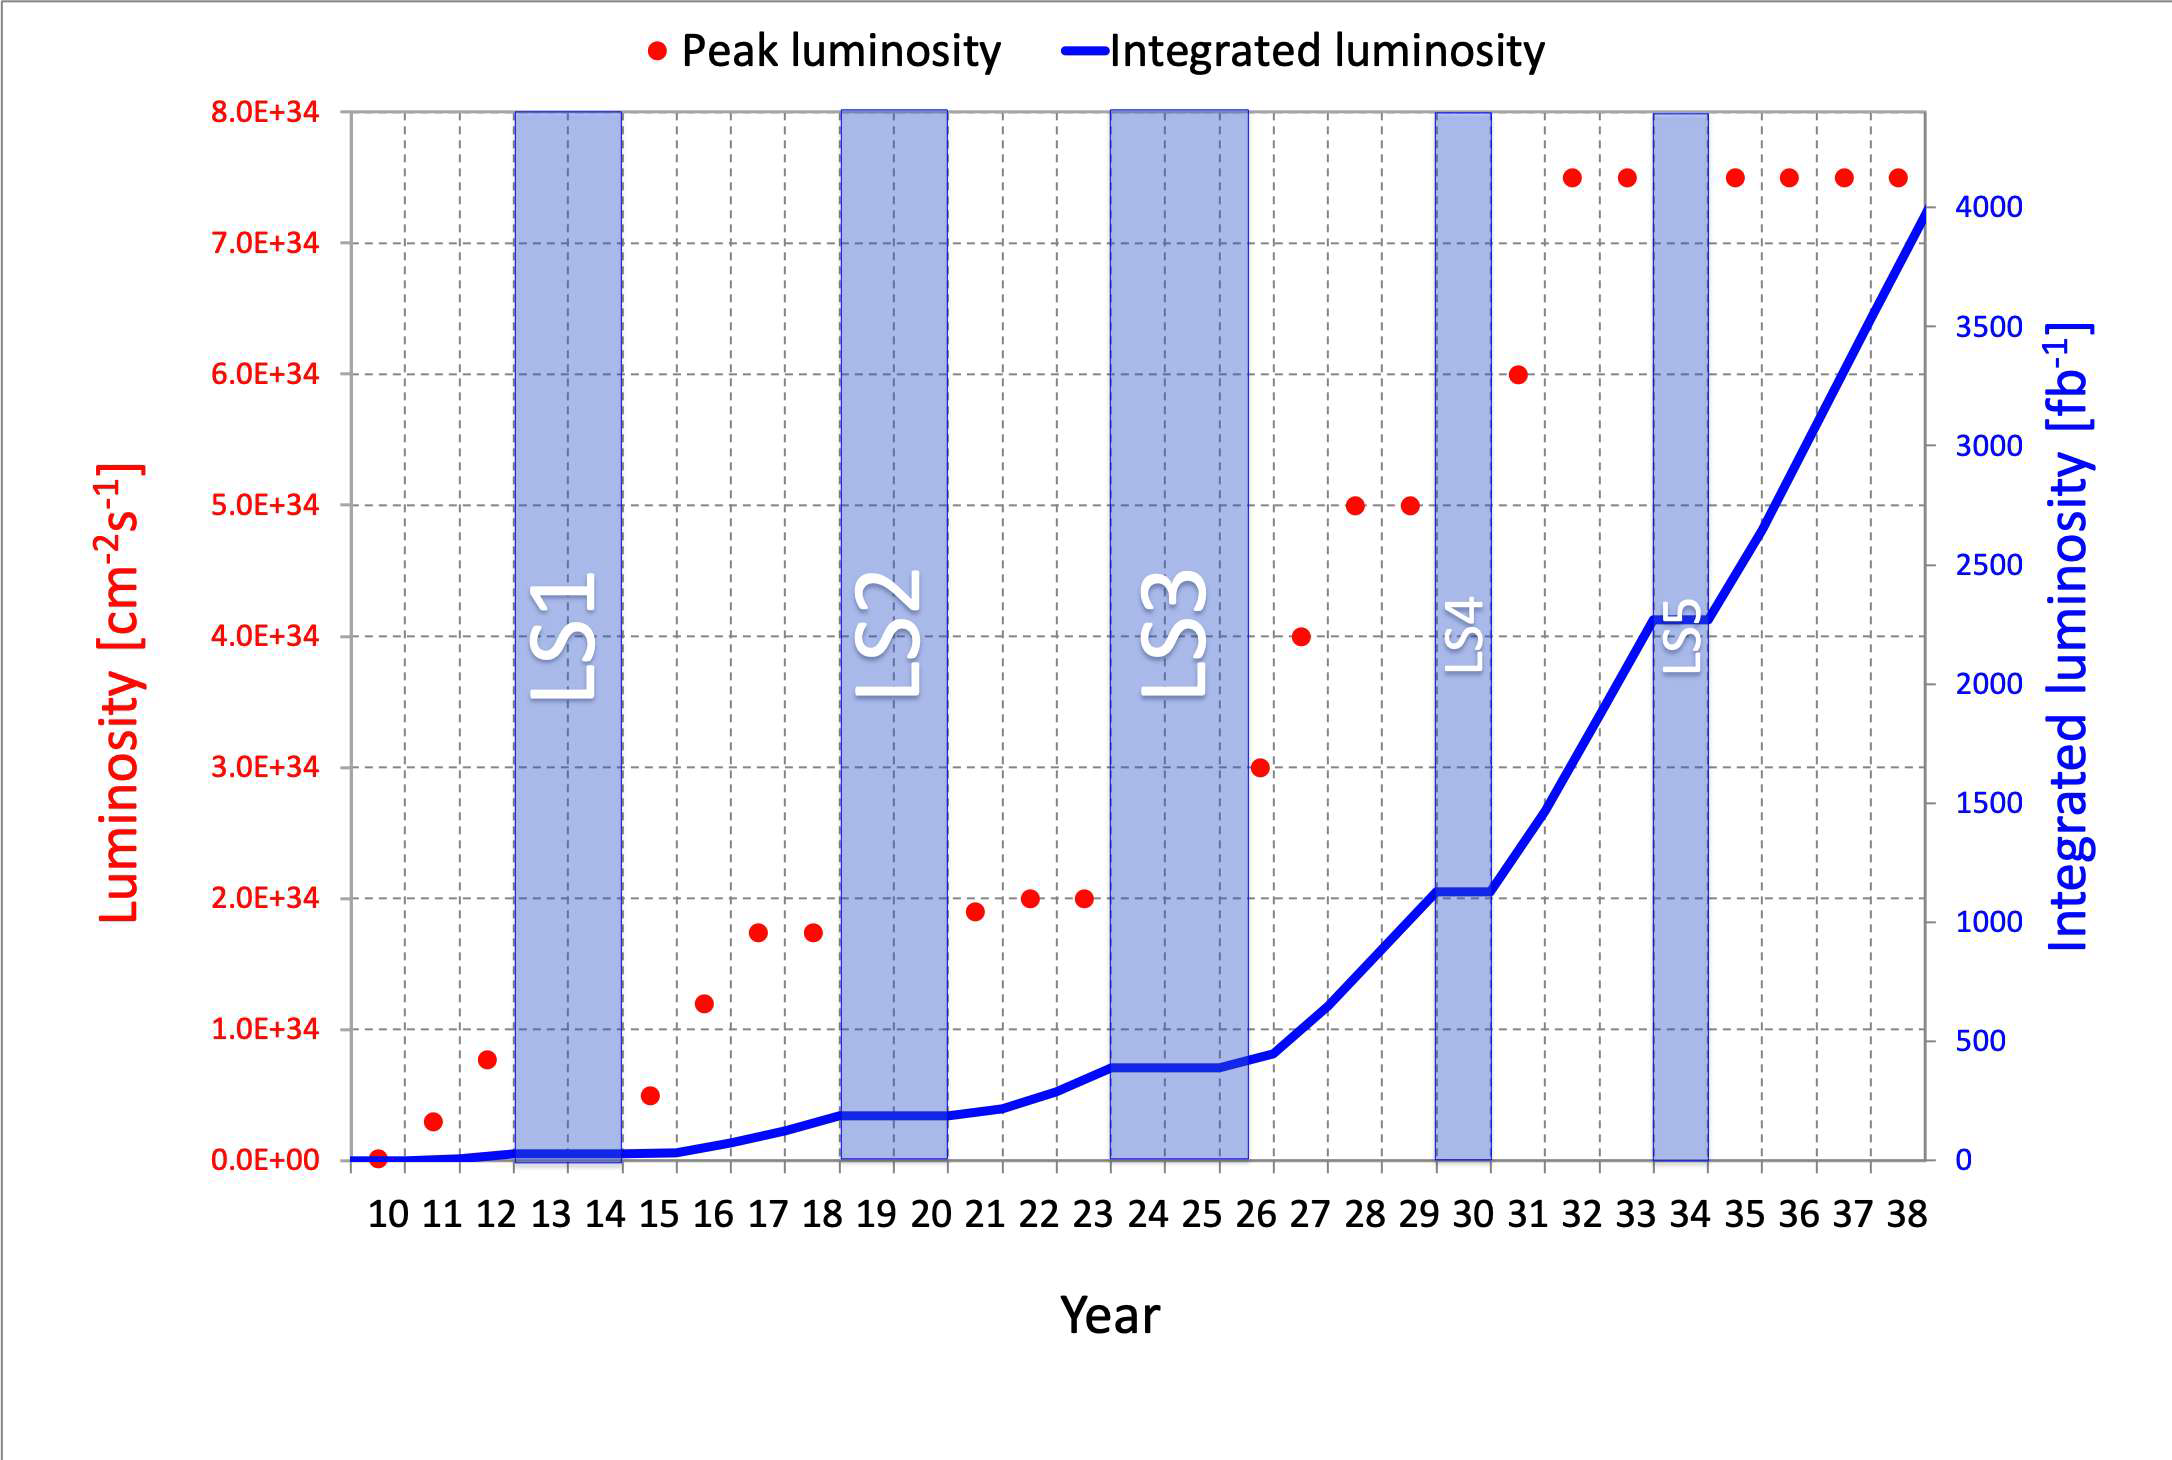 Peak luminosity Integrated luminosity
8.0E+34
7.0E+34
6.0E+34
5.0E+34
4.0E+34
3.0E+34
2.0E+34
1.0E+34
0.0E+00
Luminosity [cm⁻²s⁻¹]
LS1
LS2
LS3
LS4
LS5
4000
3500
3000
2500
2000
1500
1000
500
0
Integrated luminosity [fb⁻¹]
10 11 12 13 14 15 16 17 18 19 20 21 22 23 24 25 26 27 28 29 30 31 32 33 34 35 36 37 38
Year